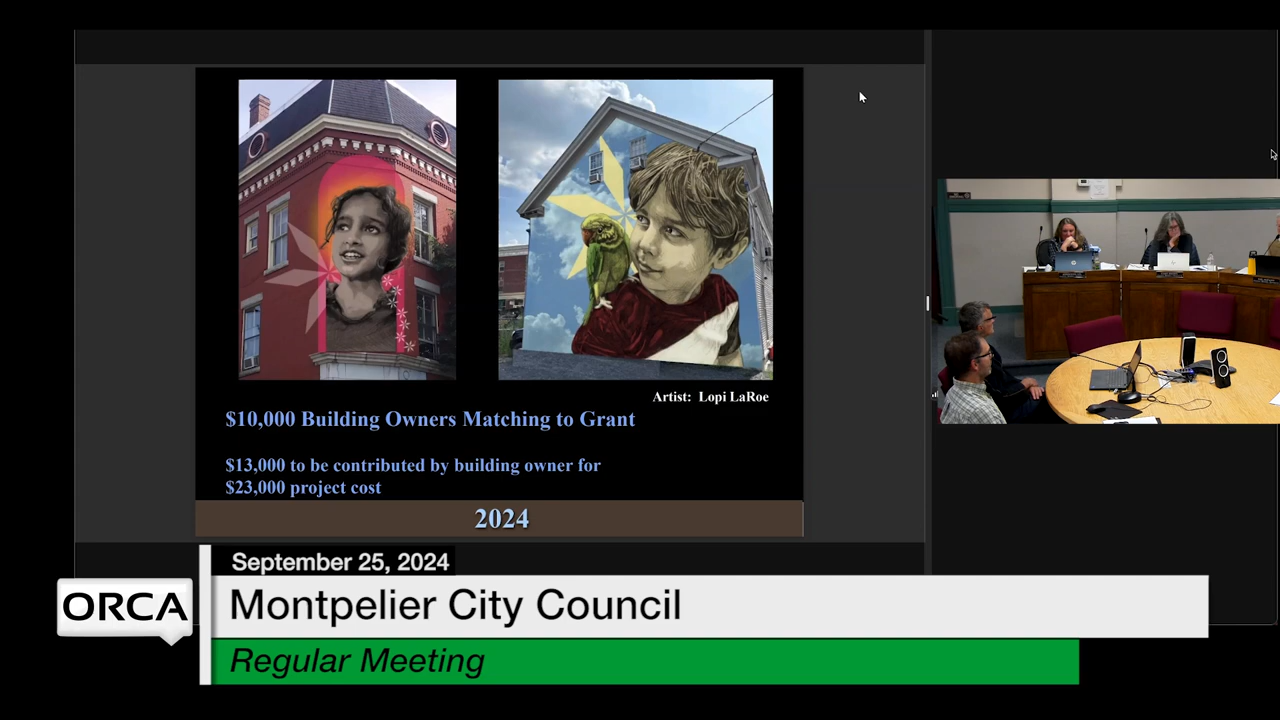 Artist: Lopi LaRoe
$10,000 Building Owners Matching to Grant
$13,000 to be contributed by building owner for
$23,000 project cost
2024
September 25, 2024
ORCA
Montpelier City Council
Regular Meeting